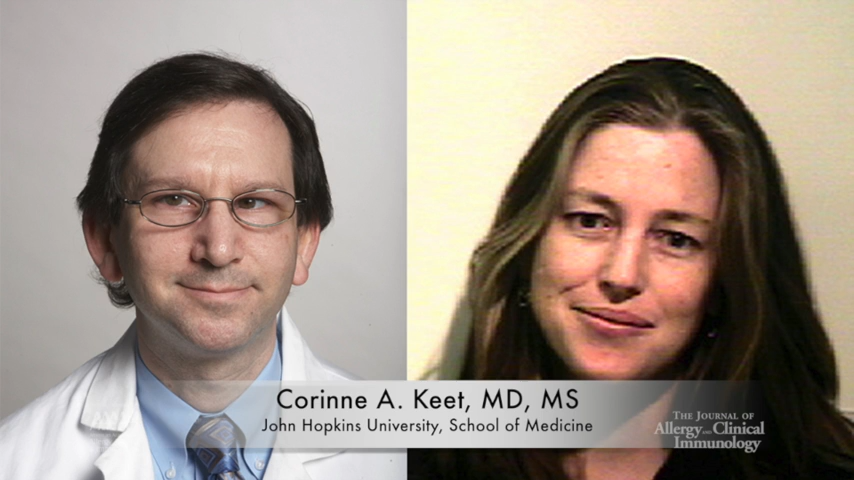 Corinne A. Keet, MD, MS
John Hopkins University, School of Medicine
THE JOURNAL OF
Allergy AND Clinical
Immunology